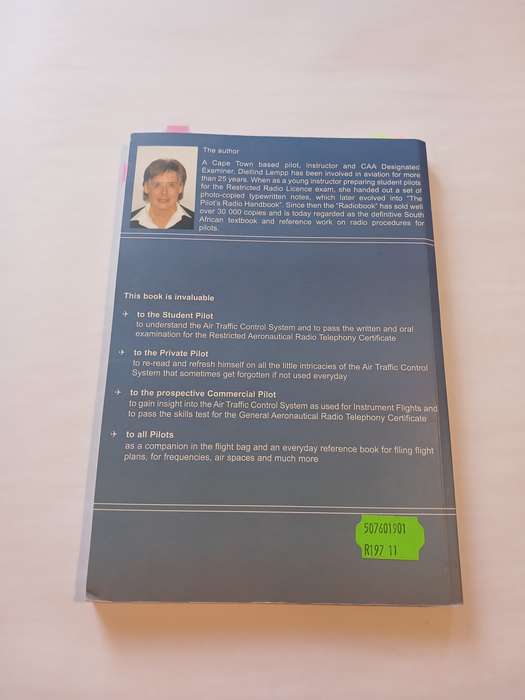 The author
A Cape Town based pilot, Instructor and CAA Designated
Examiner, Dietlind Lempp has been involved in aviation for more
than 25 years. When as a young instructor preparing student pilots
for the Restricted Radio Licence exam, she handed out a set of
photo-copied typewritten notes, which later evolved into "The
Pilot's Radio Handbook". Since then the "Radiobook" has sold well
over 30 000 copies and is today regarded as the definitive South
African textbook and reference work on radio procedures for
pilots.
This book is invaluable
✈ to the Student Pilot
to understand the Air Traffic Control System and to pass the written and oral
examination for the Restricted Aeronautical Radio Telephony Certificate
✈ to the Private Pilot
to re-read and refresh himself on all the little intricacies of the Air Traffic Control
System that sometimes get forgotten if not used everyday
✈ to the prospective Commercial Pilot
to gain insight into the Air Traffic Control System as used for Instrument Flights and
to pass the skills test for the General Aeronautical Radio Telephony Certificate
✈ to all Pilots
as a companion in the flight bag and an everyday reference book for filing flight
plans, for frequencies, air spaces and much more
507601901
R197 11